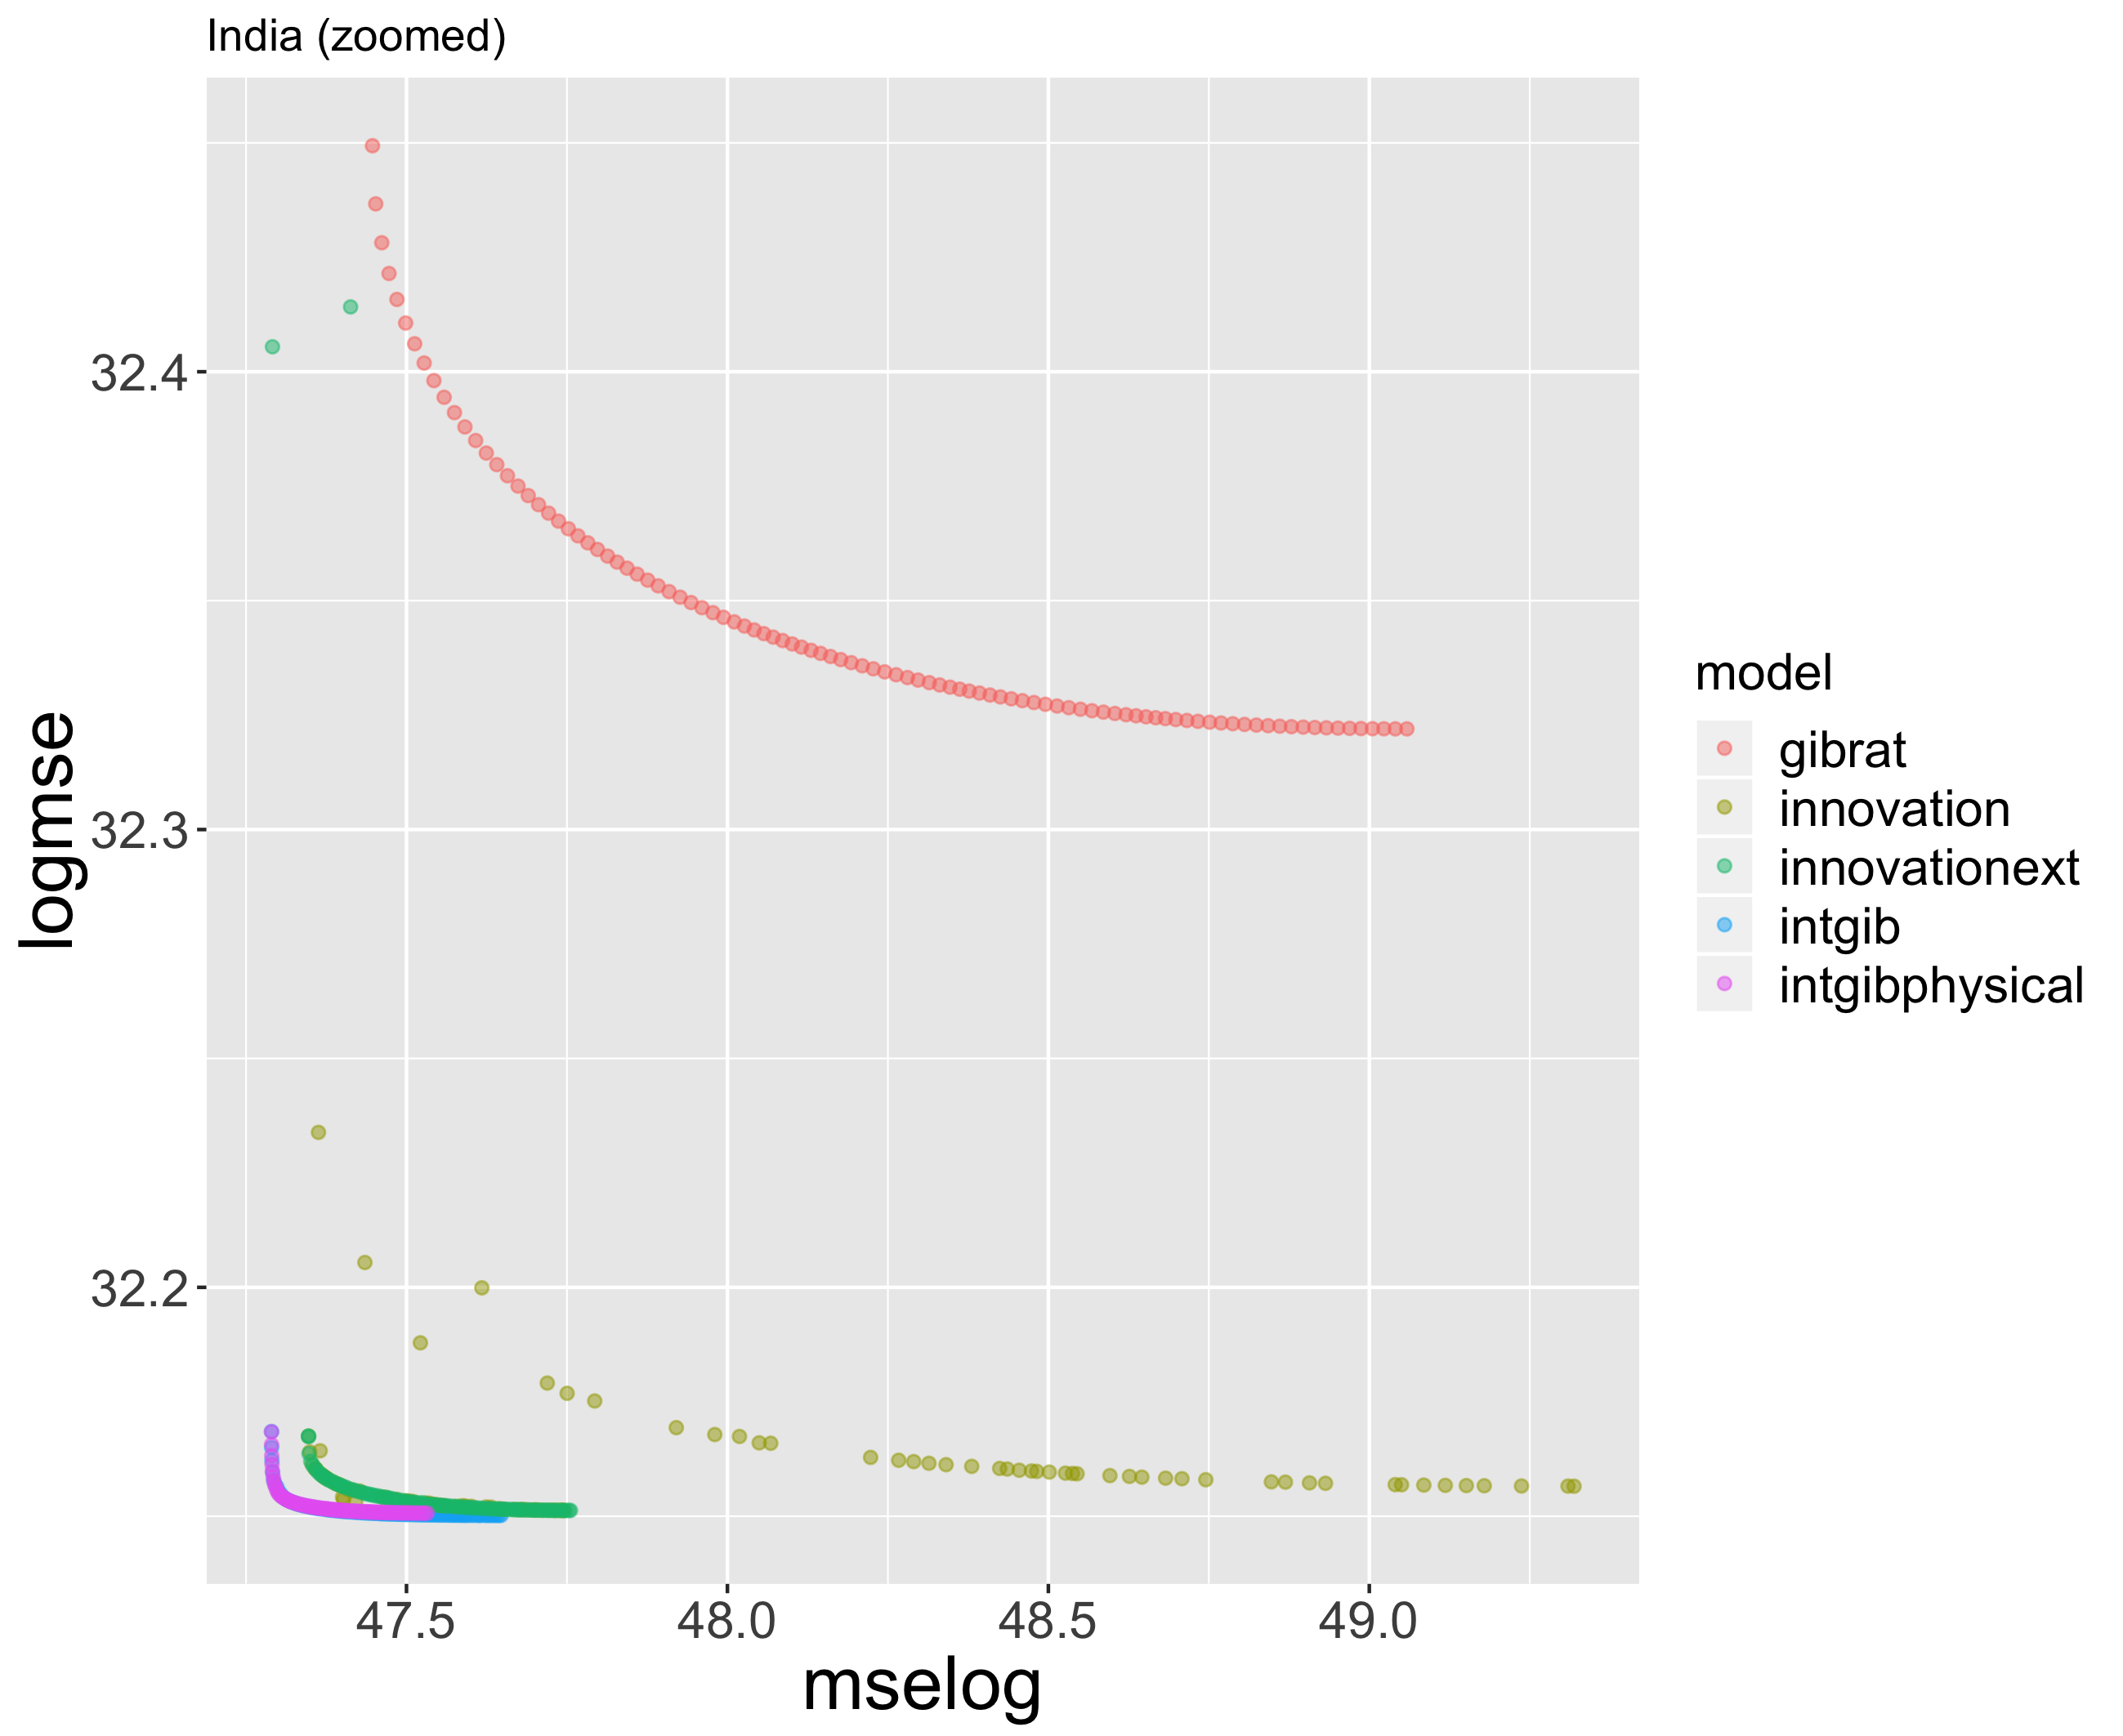 India (zoomed)
logmse
32.4
32.3
32.2
47.5
48.0
48.5
49.0
mselog
model
gibrat
innovation
innovationext
intgib
intgibphysical